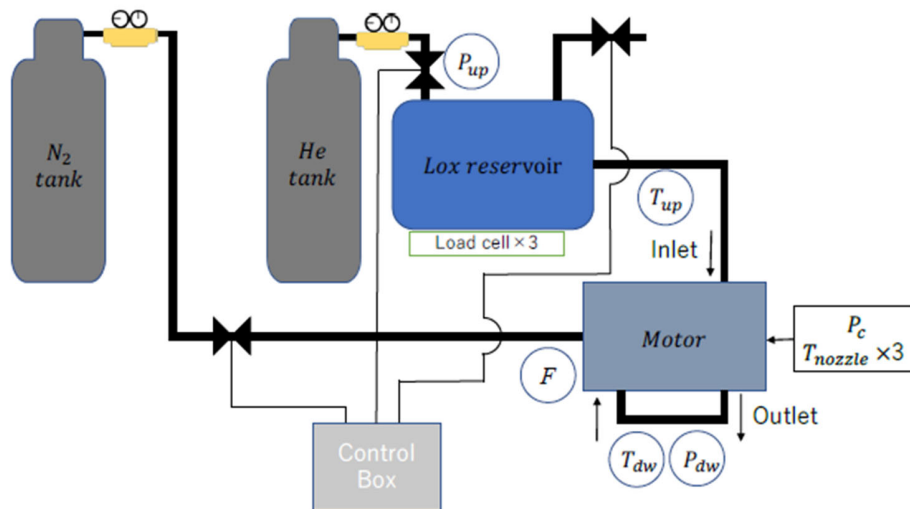 N2
tank
He
tank
Pup
Lox reservoir
Tup
Load cell×3
Inlet
Motor
Pc
Tnozzle ×3
F
Outlet
Tdw
Pdw
Control
Box